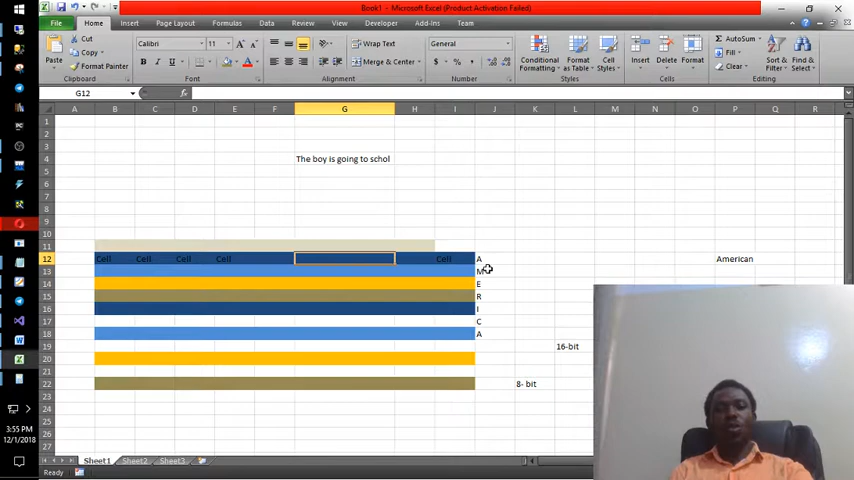 Book1 - Microsoft Excel (Product Activation Failed)
File Home Insert Page Layout Formulas Data Review View Developer Add-Ins Team
Paste
Cut
Copy
Format Painter
Clipboard
Calibri 11
B I U
Font
Wrap Text
Merge & Center
Alignment
General
$ % ,
Number
Conditional Formatting
Format as Table
Cell Styles
Styles
Insert Delete Format
Cells
AutoSum
Fill
Clear
Sort & Filter
Find & Select
Editing
G12 fx
A B C D E F G H I J K L M N O P Q R
1
2
3
4 The boy is going to schol
5
6
7
8
9
10
11
12 Cell Cell Cell Cell Cell A American
13 M
14 E
15 R
16 I
17 C
18 A
19 16-bit
20
21
22 8- bit
23
24
25
26
27
Sheet1 Sheet2 Sheet3
Ready
3:55 PM
12/1/2018